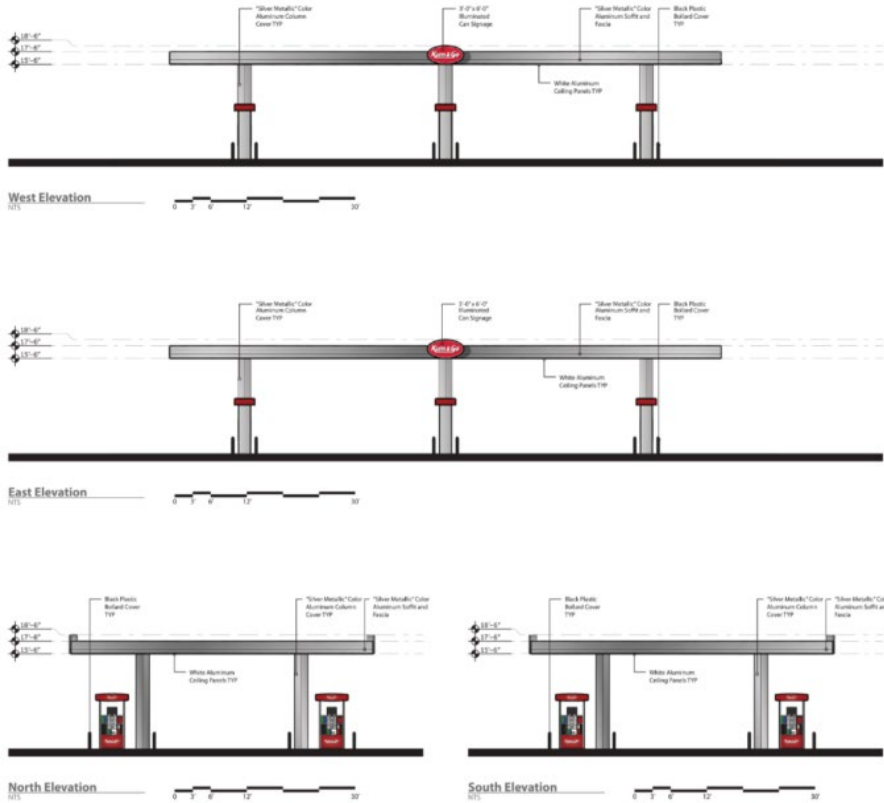 "Silver Metallic" Color
Aluminum Column
Cover TYP
3'-0"x 6'-0"
Illuminated
Can Signage
"Silver Metallic" Color
Aluminum Soffit and
Fascia
Black Plastic
Bollard Cover
TYP
18'-6"
17'-6"
15'-6"
Kum & Go
White Aluminum
Ceiling Panels TYP
West Elevation
NTS
0 3' 6' 12' 30'
"Silver Metallic" Color
Aluminum Column
Cover TYP
Illuminated
Can Signage
"Silver Metallic" Color
Aluminum Soffit and
Fascia
Black Plastic
Bollard Cover
TYP
18'-6"
17'-6"
15'-6"
Kum & Go
White Aluminum
Ceiling Panels TYP
East Elevation
NTS
0 3' 6' 12' 30'
Black Plastic
Bollard Cover
TYP
"Silver Metallic" Color
Aluminum Column
Cover TYP
"Silver Metallic" Color
Aluminum Soffit and
Fascia
18'-6"
17'-6"
15'-6"
White Aluminum
Ceiling Panels TYP
North Elevation
NTS
0 3' 6' 12' 30'
Black Plastic
Bollard Cover
TYP
"Silver Metallic" Color
Aluminum Column
Cover TYP
"Silver Metallic" Co
Aluminum Soffit an
Fascia
18'-6"
17'-6"
15'-6"
White Aluminum
Ceiling Panels TYP
South Elevation
NTS
0 3' 6' 12' 30'